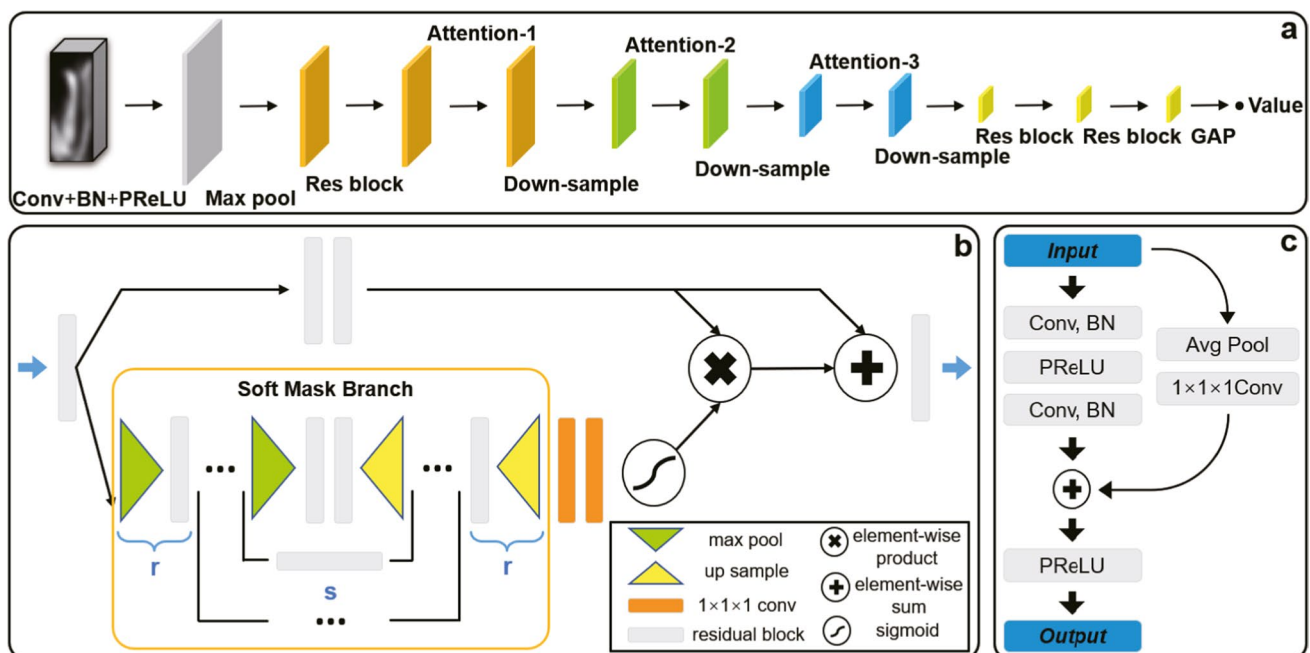 a
Attention-1
Attention-2
Attention-3
Value
Conv+BN+PReLU
Max pool
Res block
Down-sample
Down-sample
Down-sample
Res block
Res block
GAP
b
Soft Mask Branch
r
s
r
max pool
up sample
1×1×1 conv
residual block
element-wise
product
element-wise
sum
sigmoid
c
Input
Conv, BN
PReLU
Conv, BN
Avg Pool
1×1×1Conv
PReLU
Output